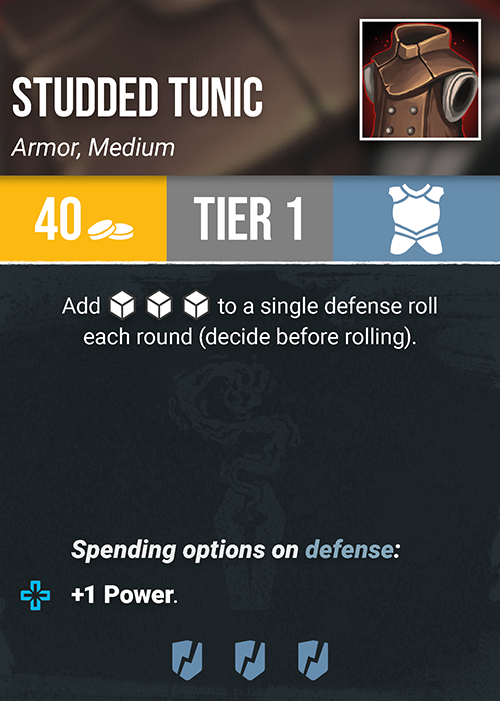 STUDDED TUNIC
Armor, Medium
40
TIER 1
Add to a single defense roll
each round (decide before rolling).
Spending options on defense:
+1 Power.